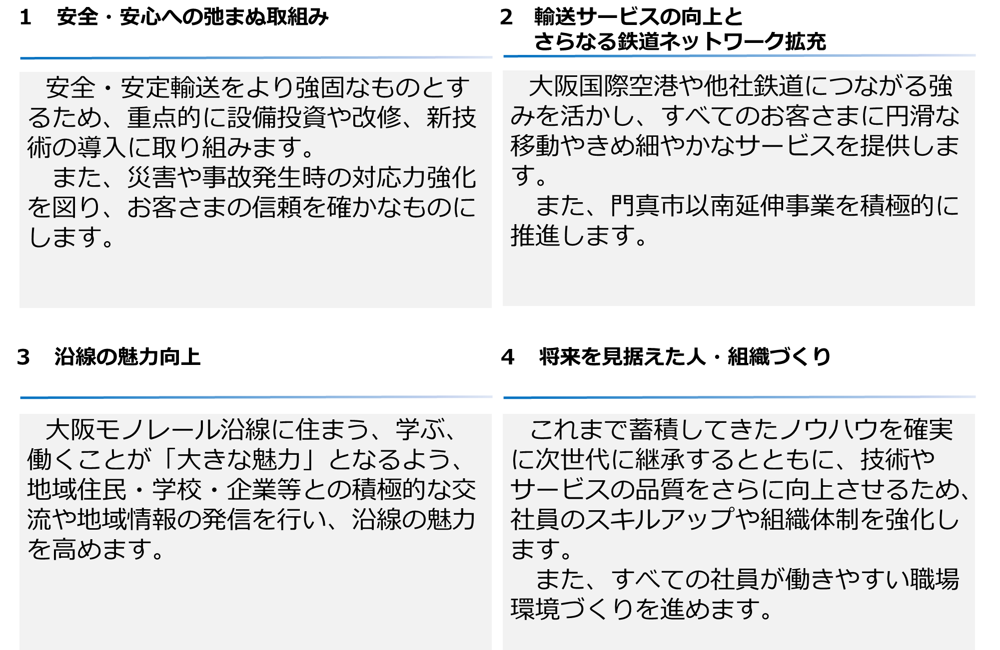 1　安全・安心への弛まぬ取組み
安全・安定輸送をより強固なものとす
るため、重点的に設備投資や改修、新技
術の導入に取り組みます。
また、災害や事故発生時の対応力強化
を図り、お客さまの信頼を確かなものに
します。
2　輸送サービスの向上と
さらなる鉄道ネットワーク拡充
大阪国際空港や他社鉄道につながる強
みを活かし、すべてのお客さまに円滑な
移動やきめ細やかなサービスを提供しま
す。
また、門真市以南延伸事業を積極的に
推進します。
3　沿線の魅力向上
大阪モノレール沿線に住まう、学ぶ、
働くことが「大きな魅力」となるよう、
地域住民・学校・企業等との積極的な交
流や地域情報の発信を行い、沿線の魅力
を高めます。
4　将来を見据えた人・組織づくり
これまで蓄積してきたノウハウを確実
に次世代に継承するとともに、技術や
サービスの品質をさらに向上させるため、
社員のスキルアップや組織体制を強化し
ます。
また、すべての社員が働きやすい職場
環境づくりを進めます。